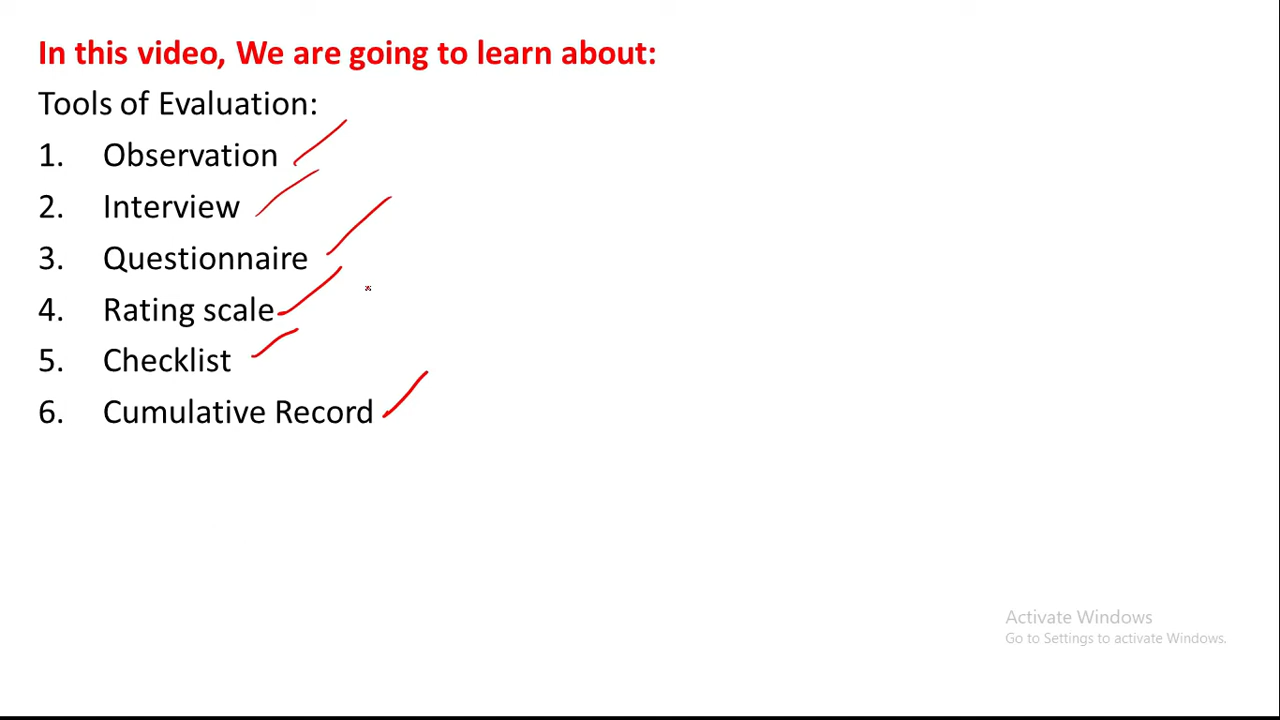 In this video, We are going to learn about:
Tools of Evaluation:
1. Observation
2. Interview
3. Questionnaire
4. Rating scale
5. Checklist
6. Cumulative Record
Activate Windows
Go to Settings to activate Windows.